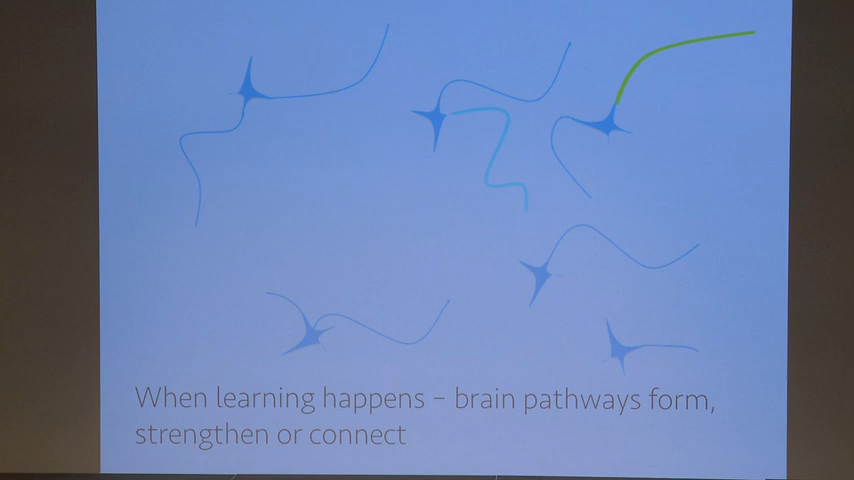 When learning happens – brain pathways form,
strengthen or connect